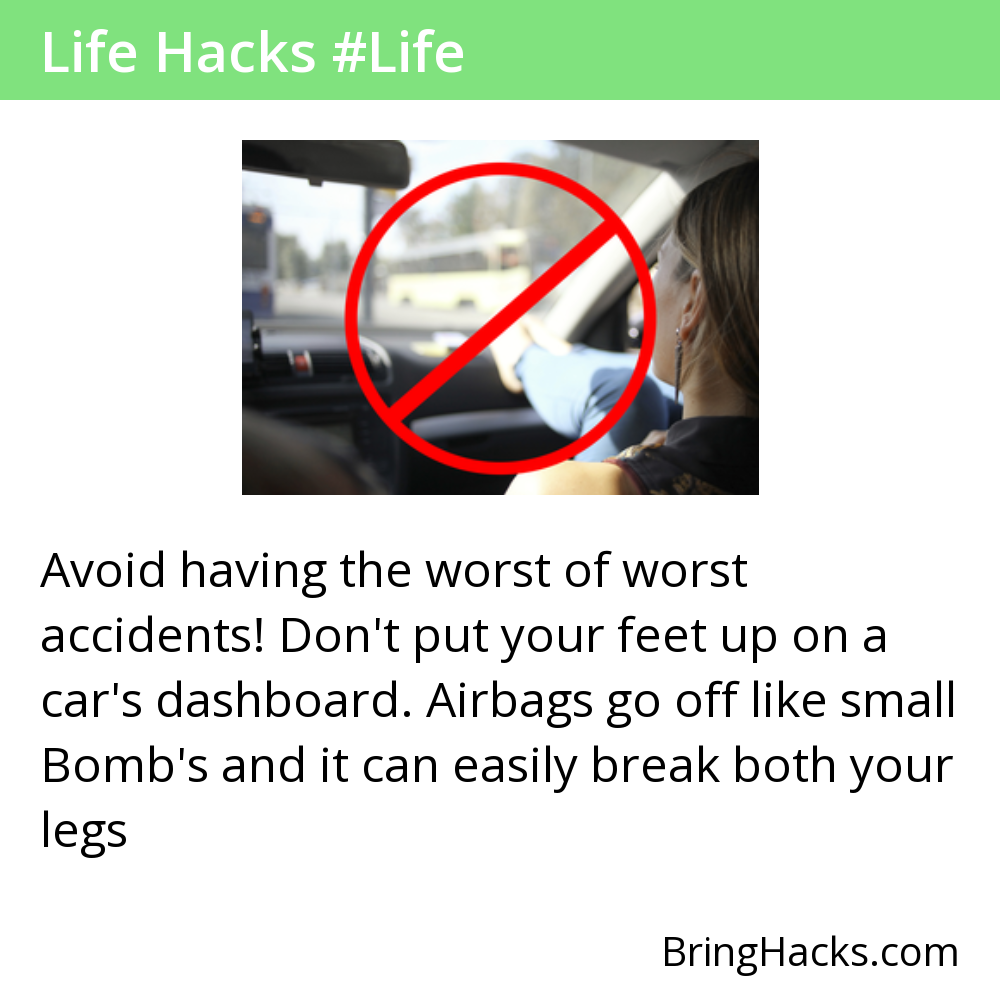 Life Hacks #Life
Avoid having the worst of worst
accidents! Don't put your feet up on a
car's dashboard. Airbags go off like small
Bomb's and it can easily break both your
legs
BringHacks.com